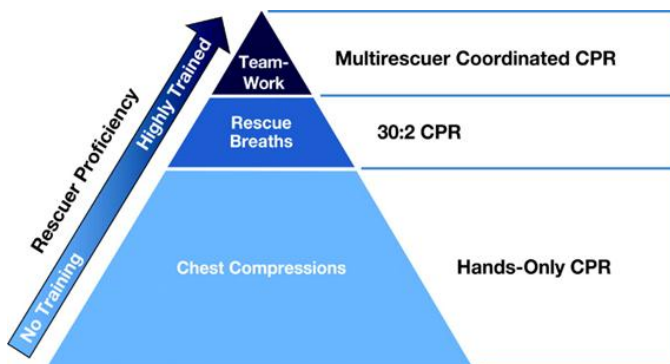 Team-
Work
Multirescuer Coordinated CPR
Rescue
Breaths
30:2 CPR
Chest Compressions
Hands-Only CPR
Rescuer Proficiency
Highly Trained
No Training